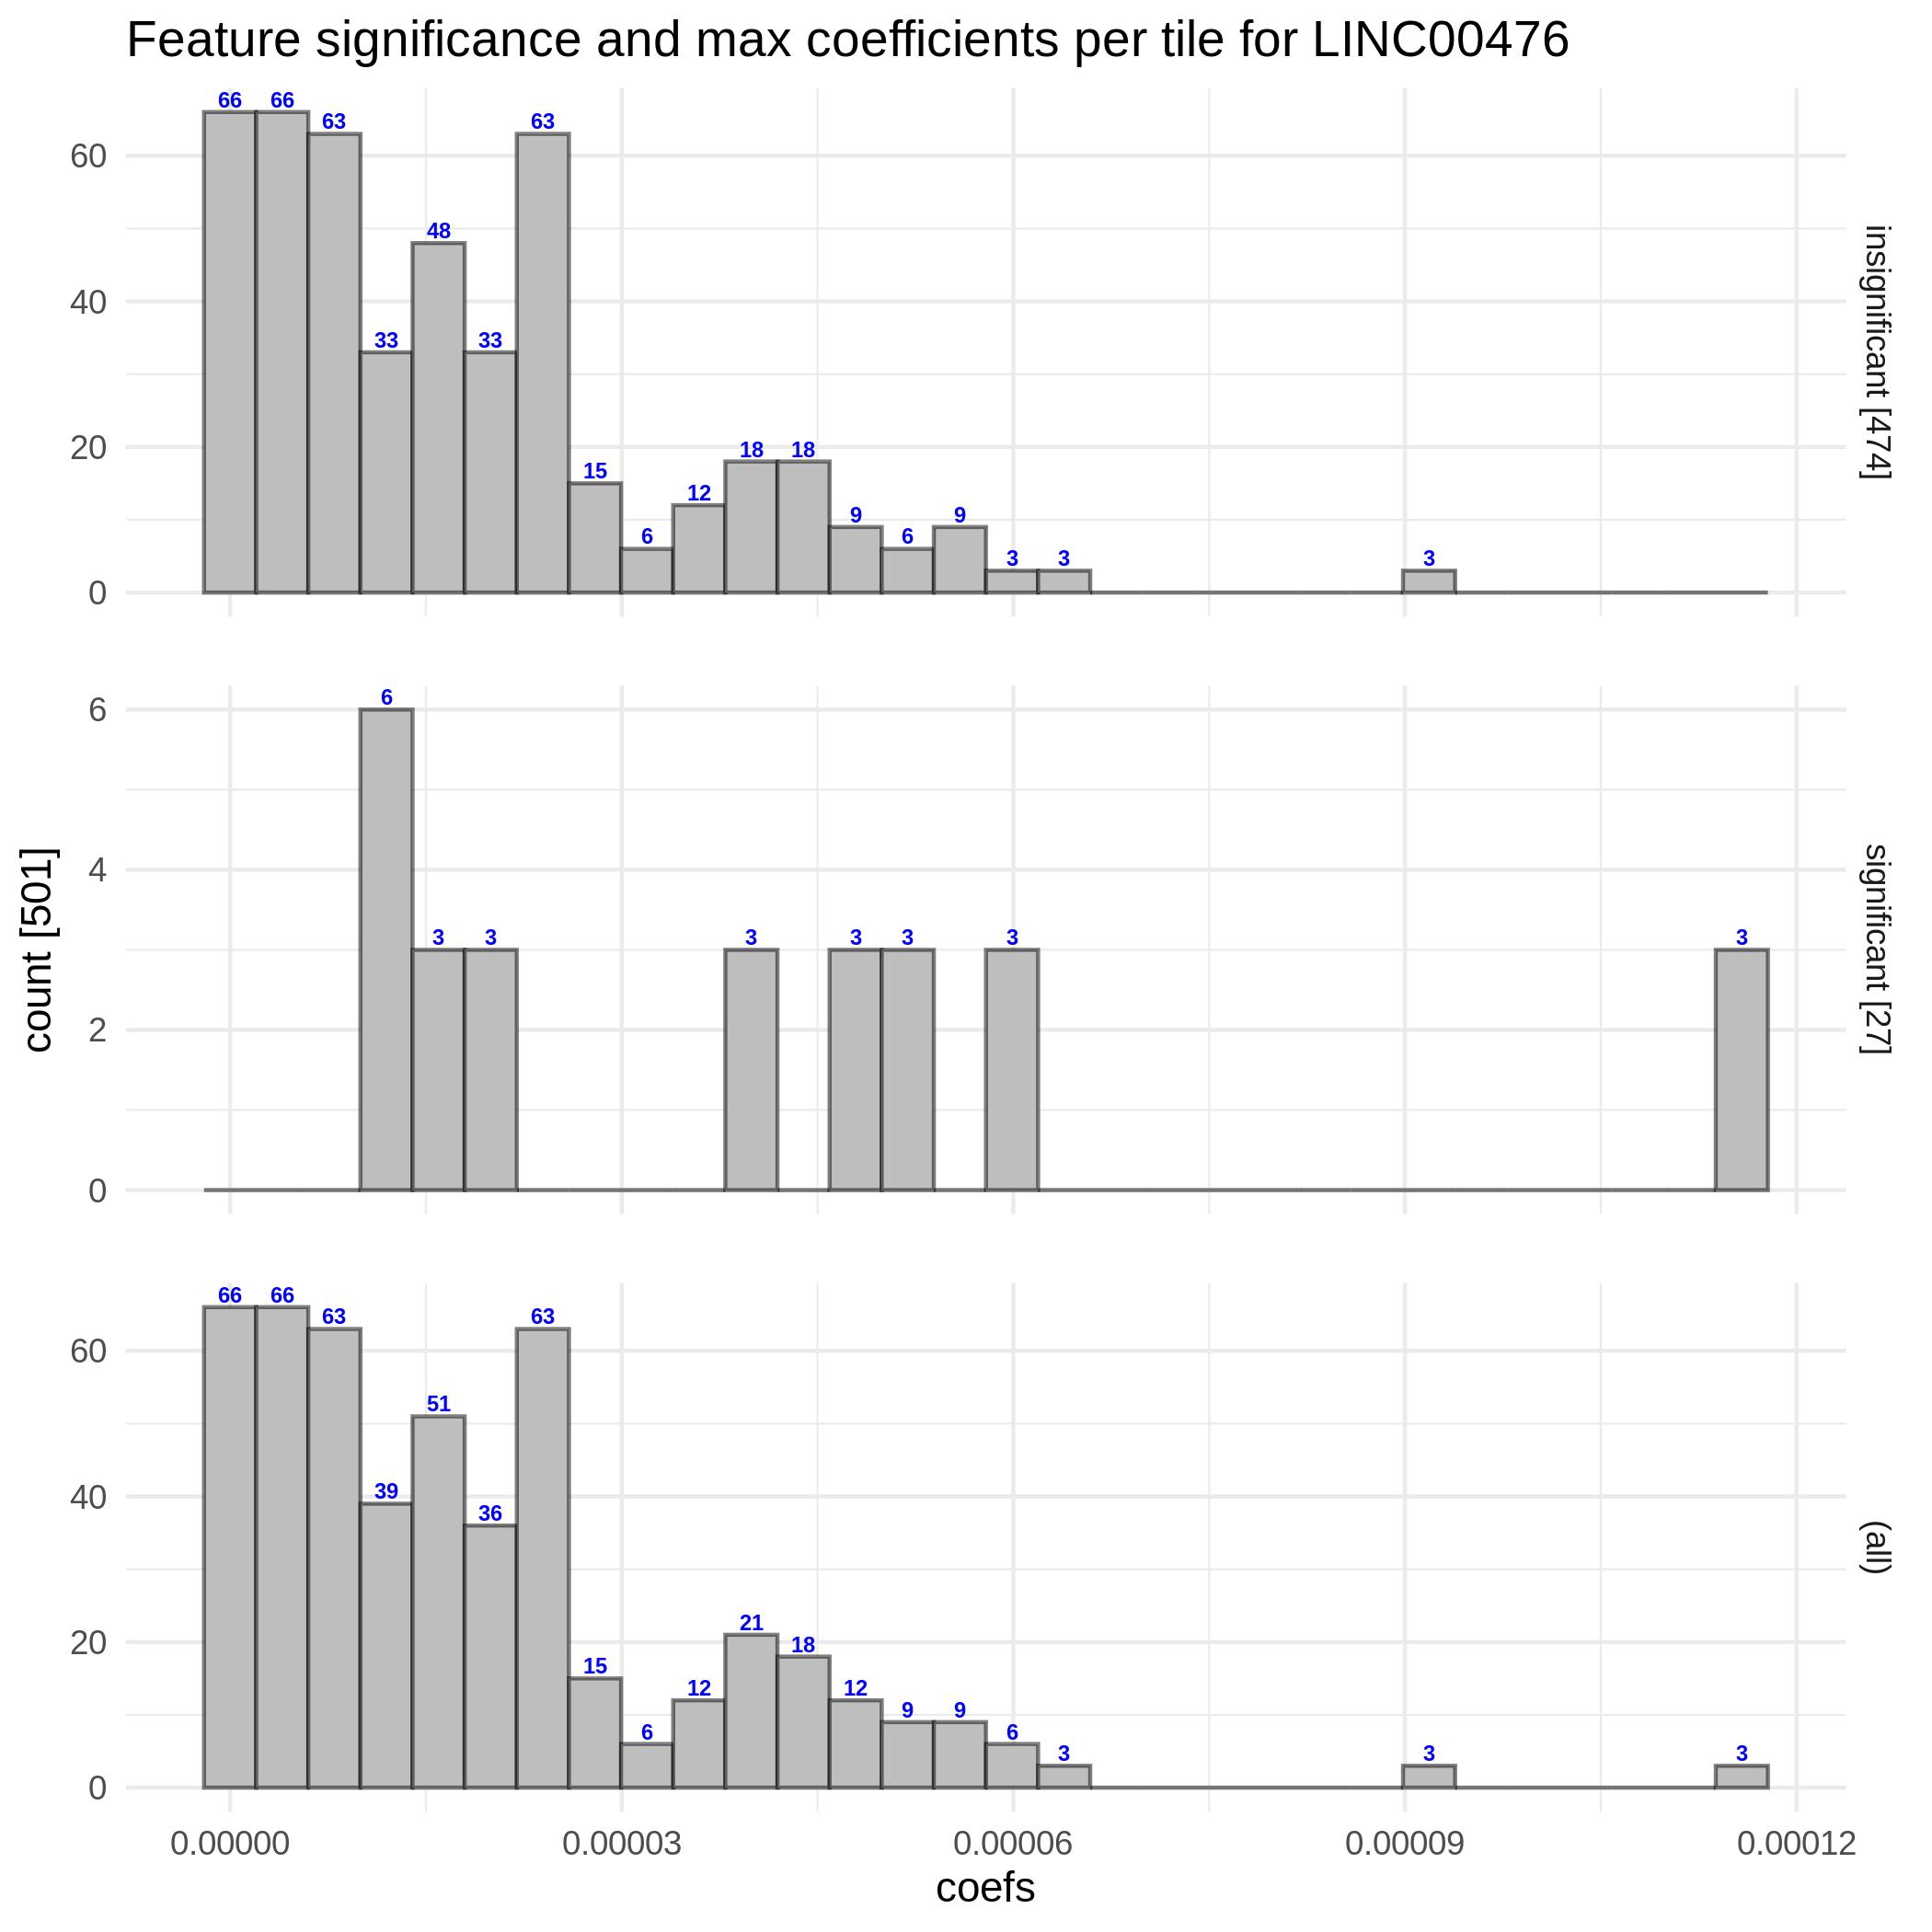 Feature significance and max coefficients per tile for LINC00476
66 66 63 33 48 33 63 15 6 12 18 18 9 6 9 3 3 3
60
40
20
0
insignificant [474]
6 3 3 3 3 3 3 3
6
4
2
0
significant [27]
count [501]
66 66 63 39 51 36 63 15 6 12 21 18 12 9 9 6 3 3 3
60
40
20
0
(all)
0.00000 0.00003 0.00006 0.00009 0.00012
coefs